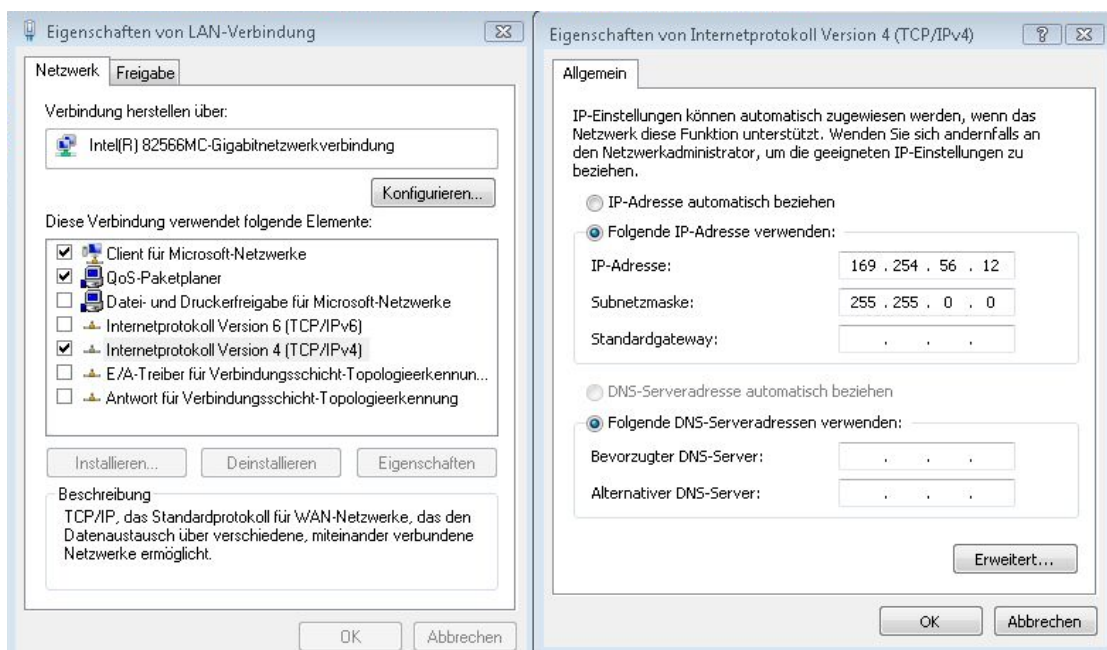 Eigenschaften von LAN-Verbindung
Netzwerk
Freigabe
Verbindung herstellen über:
Intel(R) 82566MC-Gigabitnetzwerkverbindung
Konfigurieren...
Diese Verbindung verwendet folgende Elemente:
Client für Microsoft-Netzwerke
QoS-Paketplaner
Datei- und Druckerfreigabe für Microsoft-Netzwerke
Internetprotokoll Version 6 (TCP/IPv6)
Internetprotokoll Version 4 (TCP/IPv4)
E/A-Treiber für Verbindungsschicht-Topologieerkennun...
Antwort für Verbindungsschicht-Topologieerkennung
Installieren...
Deinstallieren
Eigenschaften
Beschreibung
TCP/IP, das Standardprotokoll für WAN-Netzwerke, das den
Datenaustausch über verschiedene, miteinander verbundene
Netzwerke ermöglicht.
OK
Abbrechen
Eigenschaften von Internetprotokoll Version 4 (TCP/IPv4)
Allgemein
IP-Einstellungen können automatisch zugewiesen werden, wenn das
Netzwerk diese Funktion unterstützt. Wenden Sie sich andernfalls an
den Netzwerkadministrator, um die geeigneten IP-Einstellungen zu
beziehen.
IP-Adresse automatisch beziehen
Folgende IP-Adresse verwenden:
IP-Adresse: 169 . 254 . 56 . 12
Subnetzmaske: 255 . 255 . 0 . 0
Standardgateway: . . .
DNS-Serveradresse automatisch beziehen
Folgende DNS-Serveradressen verwenden:
Bevorzugter DNS-Server: . . .
Alternativer DNS-Server: . . .
Erweitert...
OK
Abbrechen